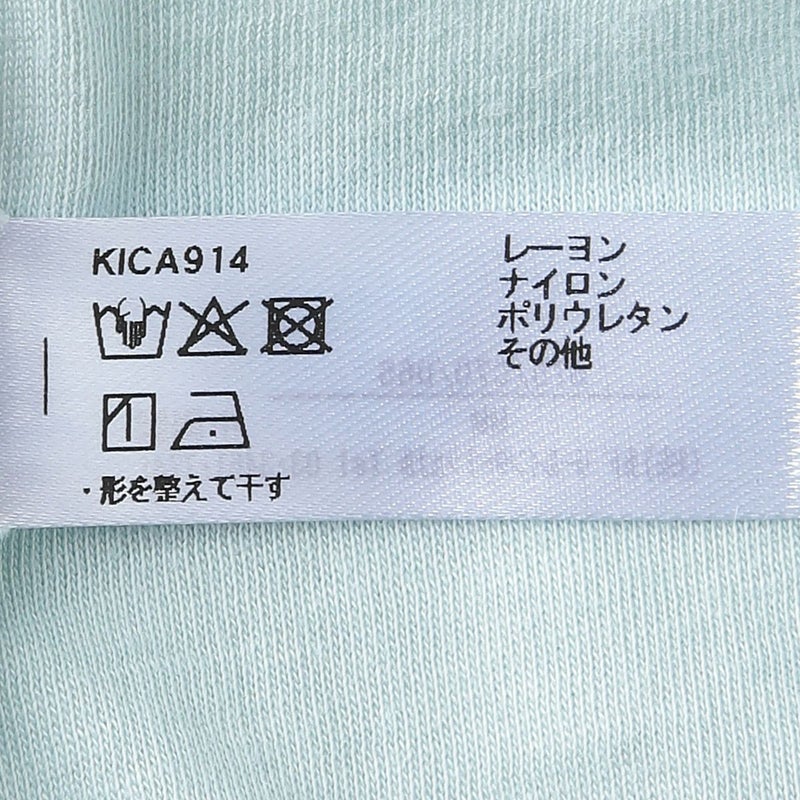 KICA914
レーヨン
ナイロン
ポリウレタン
その他
・形を整えて干す